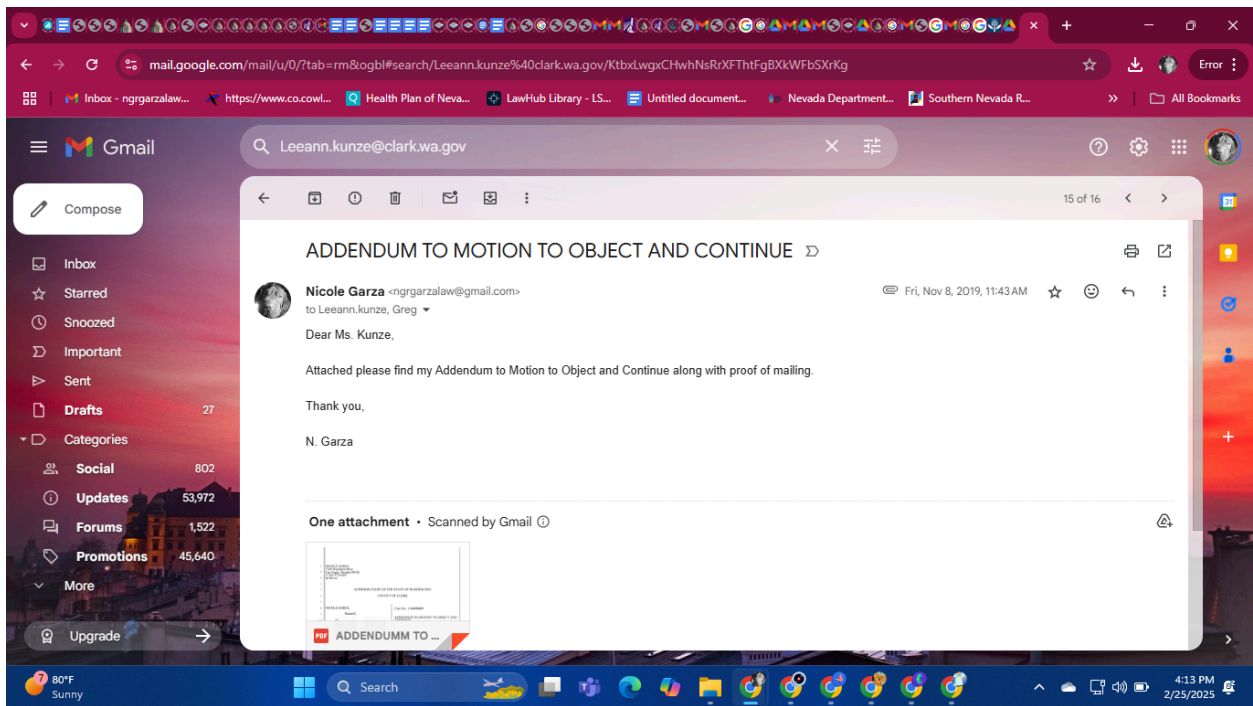 mail.google.com/mail/u/0/?tab=rm&ogbl#search/Leeann.kunze%40clark.wa.gov/KtbxLwgxCHwhNsRrXFThtFgBXkWFbSXrKg
Error
Inbox - ngrgarzalaw...
https://www.co.cowl...
Health Plan of Neva...
LawHub Library - LS...
Untitled document...
Nevada Department...
Southern Nevada R...
»
All Bookmarks
Gmail
Leeann.kunze@clark.wa.gov
Compose
15 of 16
Inbox
Starred
Snoozed
Important
Sent
Drafts 27
Categories
Social 802
Updates 53,972
Forums 1,522
Promotions 45,640
More
Upgrade
ADDENDUM TO MOTION TO OBJECT AND CONTINUE
Nicole Garza <ngrgarzalaw@gmail.com>
Fri, Nov 8, 2019, 11:43 AM
to Leeann.kunze, Greg
Dear Ms. Kunze,
Attached please find my Addendum to Motion to Object and Continue along with proof of mailing.
Thank you,
N. Garza
One attachment • Scanned by Gmail
PDF ADDENDUMM TO ...
31
7
80°F
Sunny
Search
4:13 PM
2/25/2025